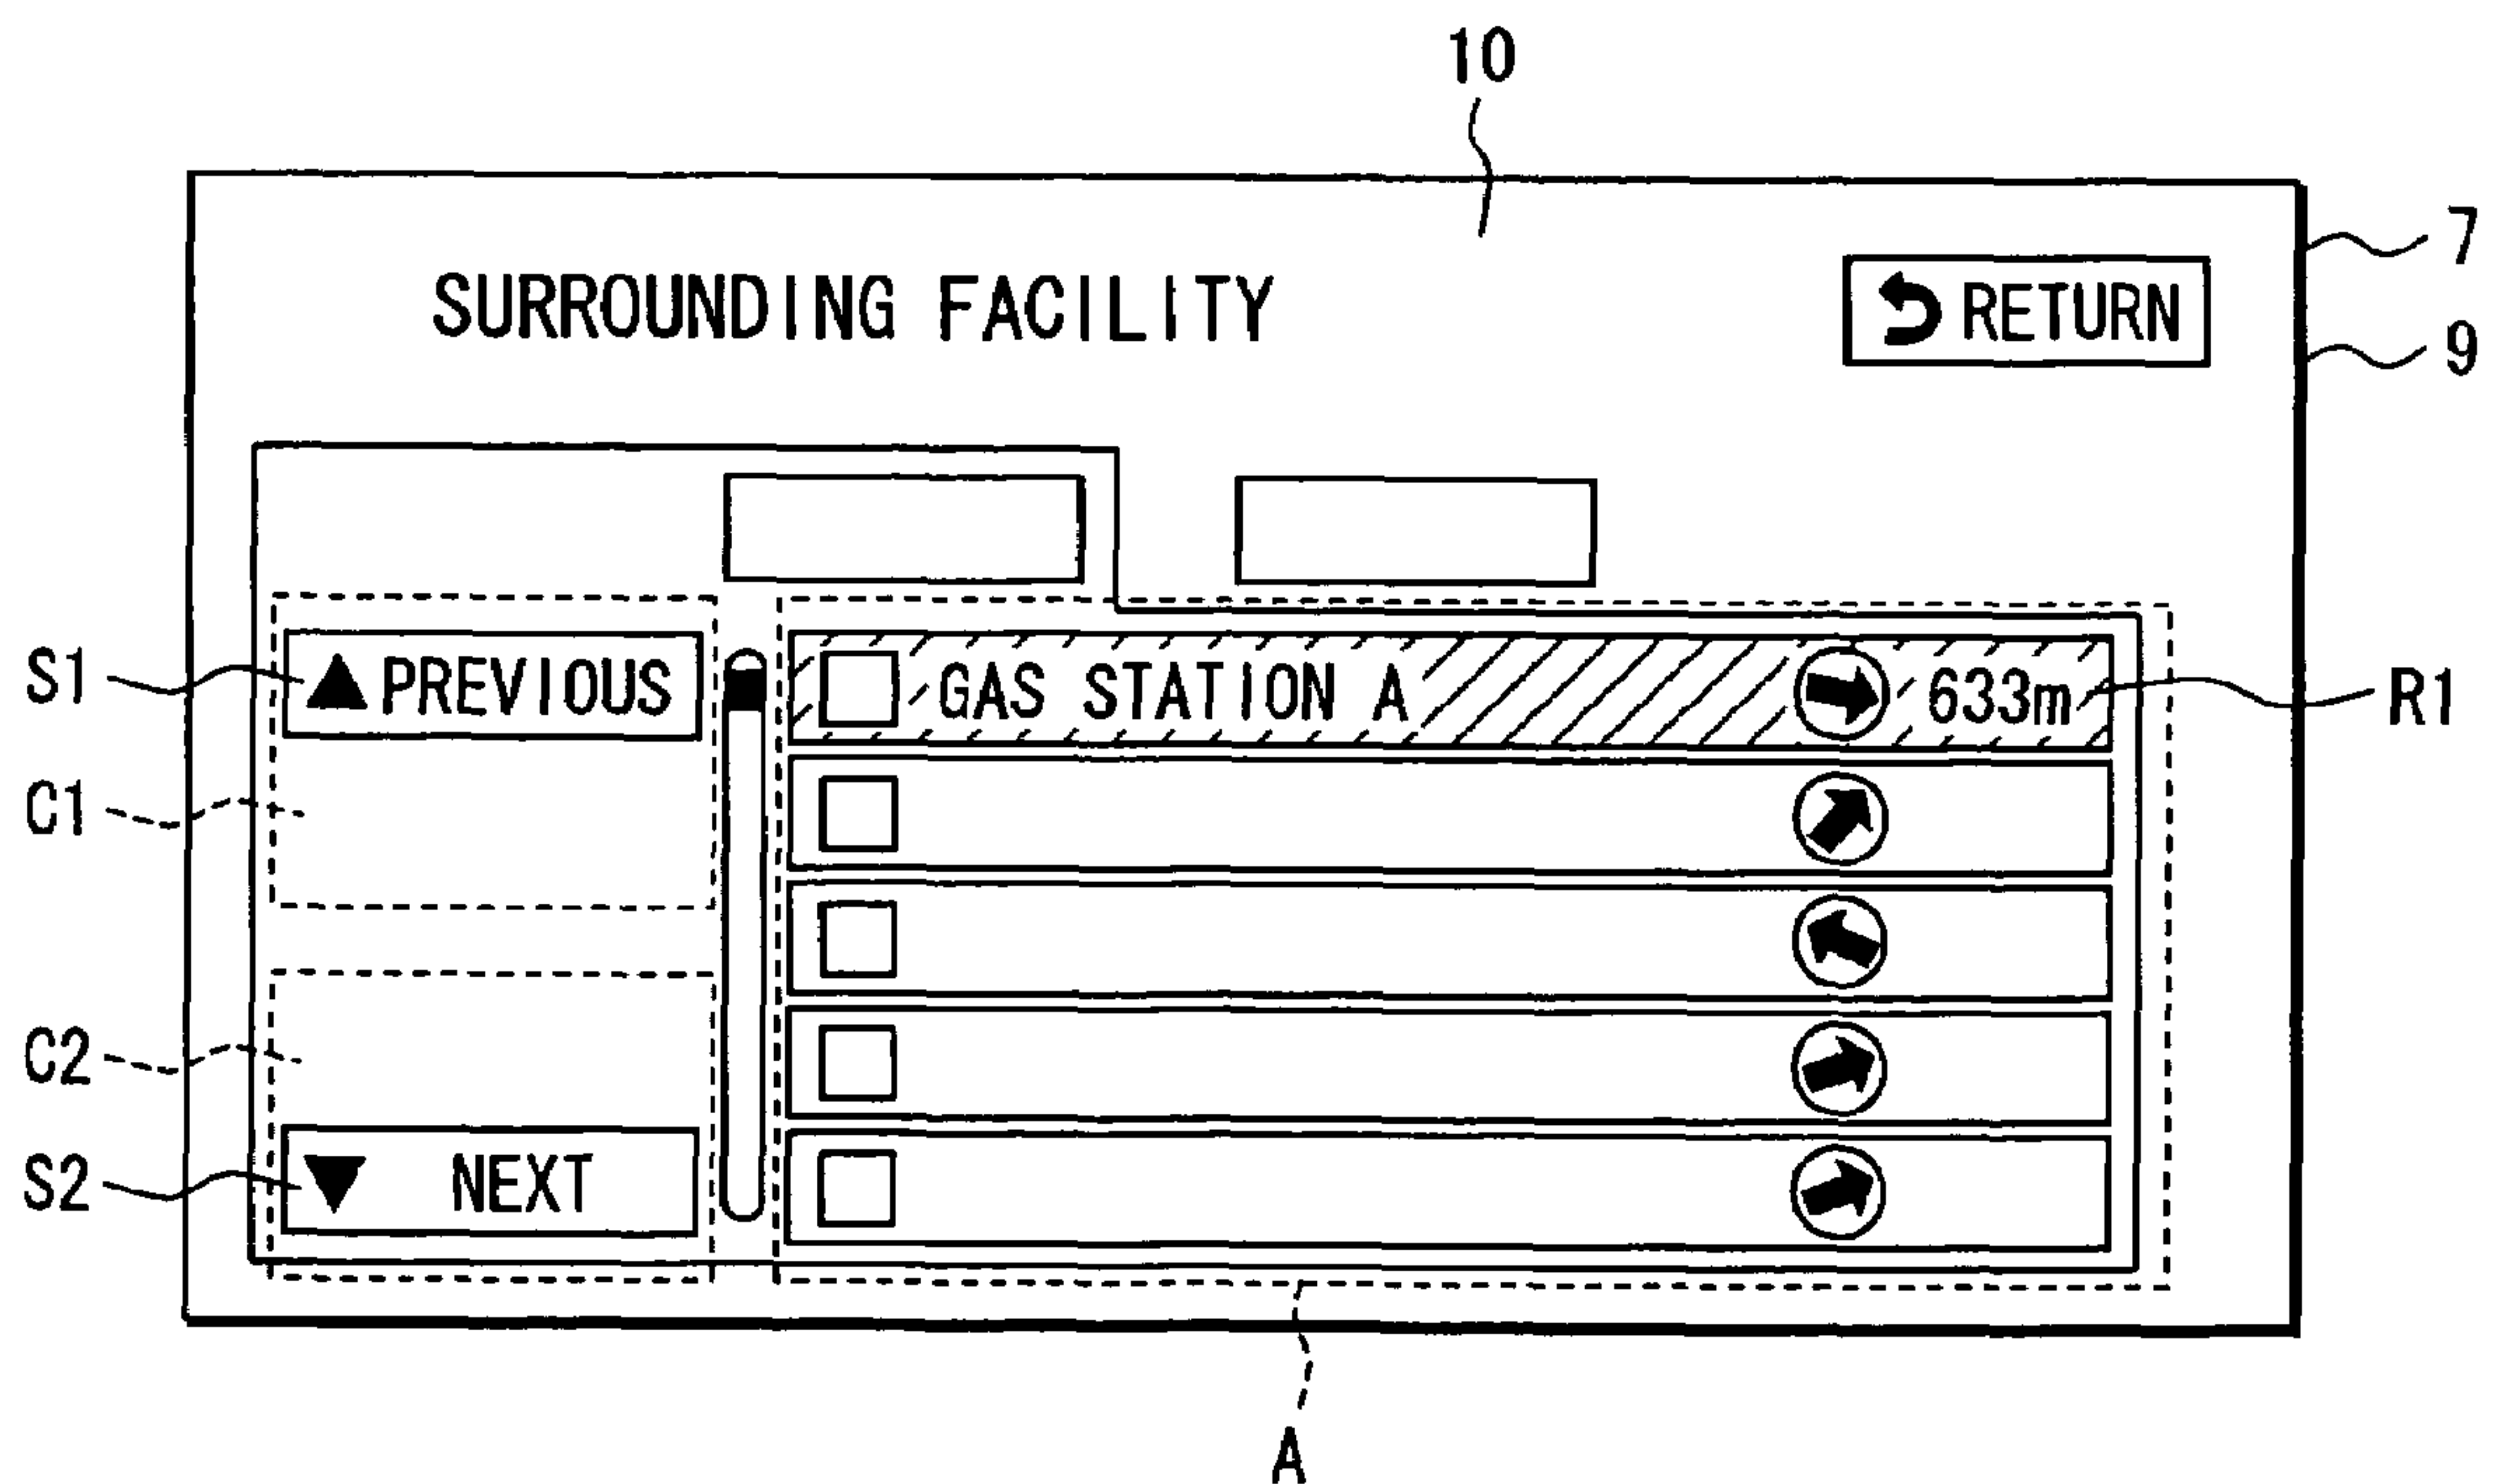 10
7
SURROUNDING FACILITY
RETURN
9
S1
PREVIOUS
GAS STATION A
633m
R1
C1
C2
S2
NEXT
A